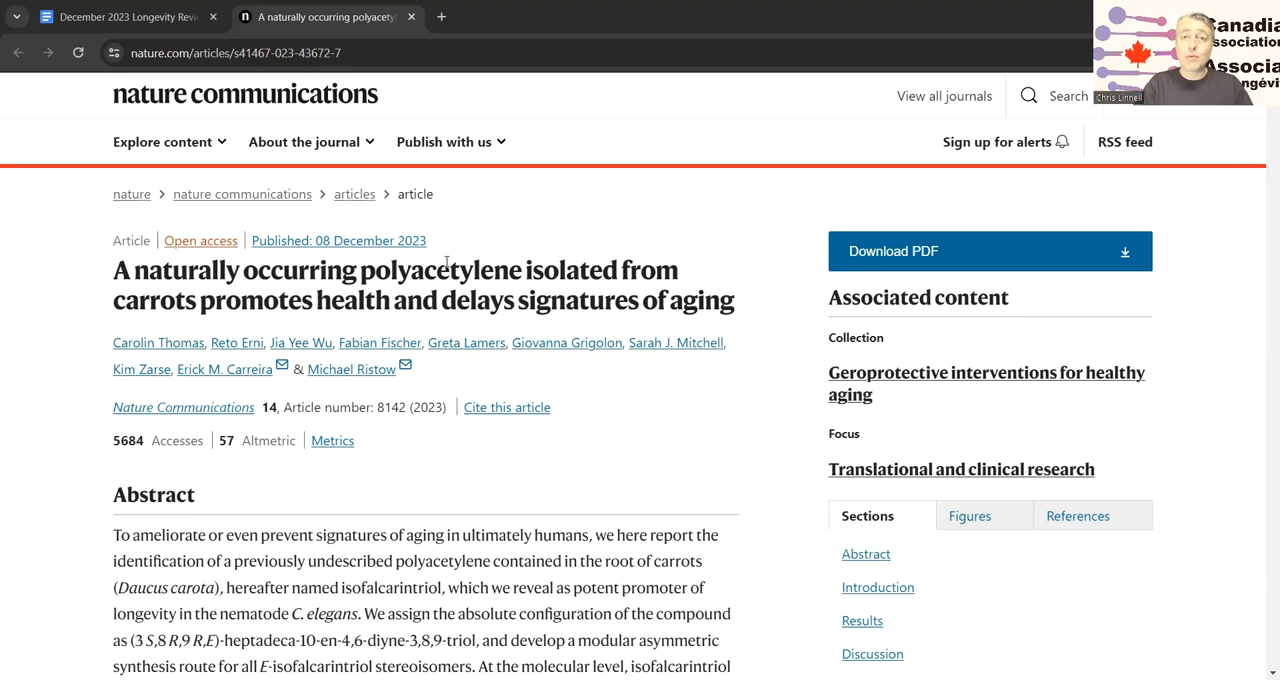 December 2023 Longevity Revi
A naturally occurring polyacety
nature.com/articles/s41467-023-43672-7
Canadia
ssociation
Associa
ngévi
Chris Linnell
nature communications
View all journals
Search
Explore content
About the journal
Publish with us
Sign up for alerts
RSS feed
nature > nature communications > articles > article
Article | Open access | Published: 08 December 2023
A naturally occurring polyacetylene isolated from
carrots promotes health and delays signatures of aging
Carolin Thomas, Reto Erni, Jia Yee Wu, Fabian Fischer, Greta Lamers, Giovanna Grigolon, Sarah J. Mitchell,
Kim Zarse, Erick M. Carreira & Michael Ristow
Nature Communications 14, Article number: 8142 (2023) | Cite this article
5684 Accesses | 57 Altmetric | Metrics
Abstract
To ameliorate or even prevent signatures of aging in ultimately humans, we here report the
identification of a previously undescribed polyacetylene contained in the root of carrots
(Daucus carota), hereafter named isofalcarintriol, which we reveal as potent promoter of
longevity in the nematode C. elegans. We assign the absolute configuration of the compound
as (3 S,8 R,9 R,E)-heptadeca-10-en-4,6-diyne-3,8,9-triol, and develop a modular asymmetric
synthesis route for all E-isofalcarintriol stereoisomers. At the molecular level, isofalcarintriol
Download PDF
Associated content
Collection
Geroprotective interventions for healthy
aging
Focus
Translational and clinical research
Sections
Figures
References
Abstract
Introduction
Results
Discussion